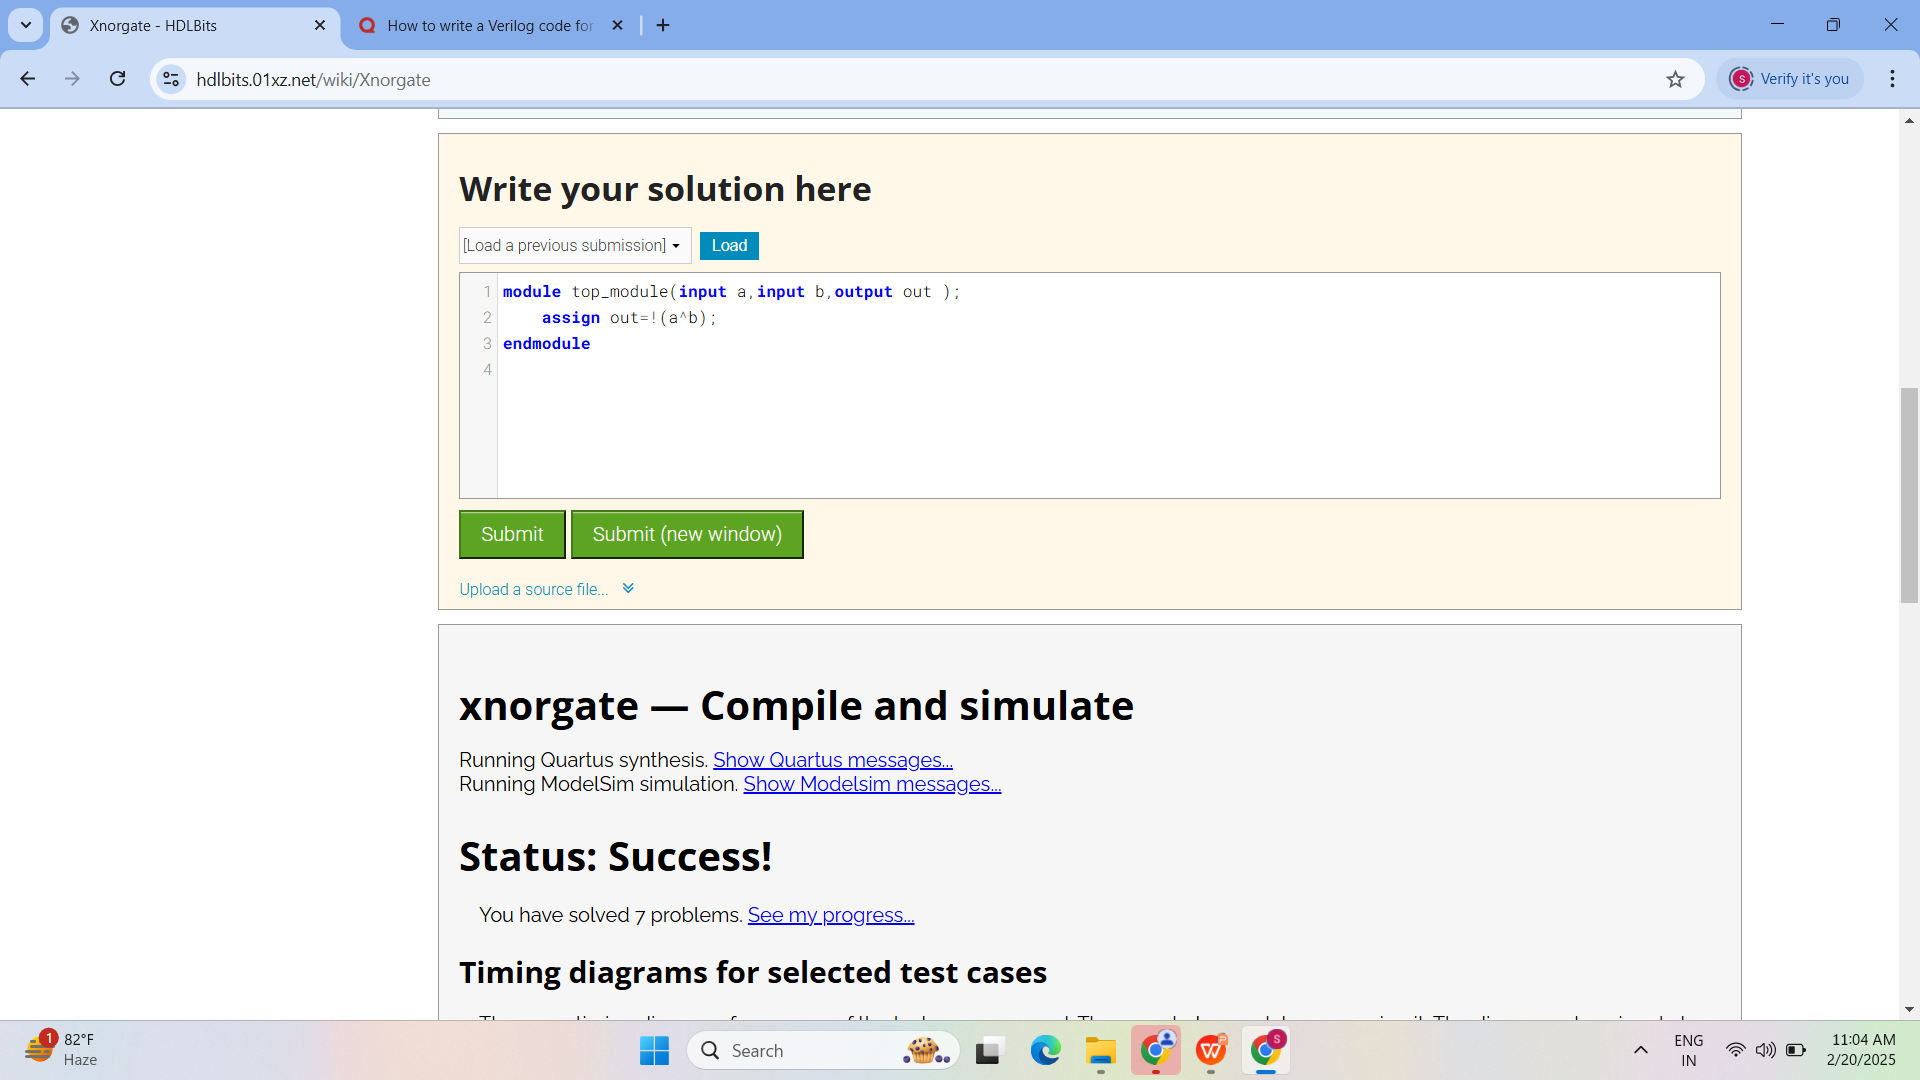 Xnorgate - HDLBits
How to write a Verilog code for
hdlbits.01xz.net/wiki/Xnorgate
Verify it's you
Write your solution here
[Load a previous submission]
Load
1 module top_module(input a,input b,output out );
2 assign out=!(a^b);
3 endmodule
4
Submit
Submit (new window)
Upload a source file...
xnorgate — Compile and simulate
Running Quartus synthesis. Show Quartus messages...
Running ModelSim simulation. Show Modelsim messages...
Status: Success!
You have solved 7 problems. See my progress...
Timing diagrams for selected test cases
1
82°F
Haze
Search
ENG
IN
11:04 AM
2/20/2025